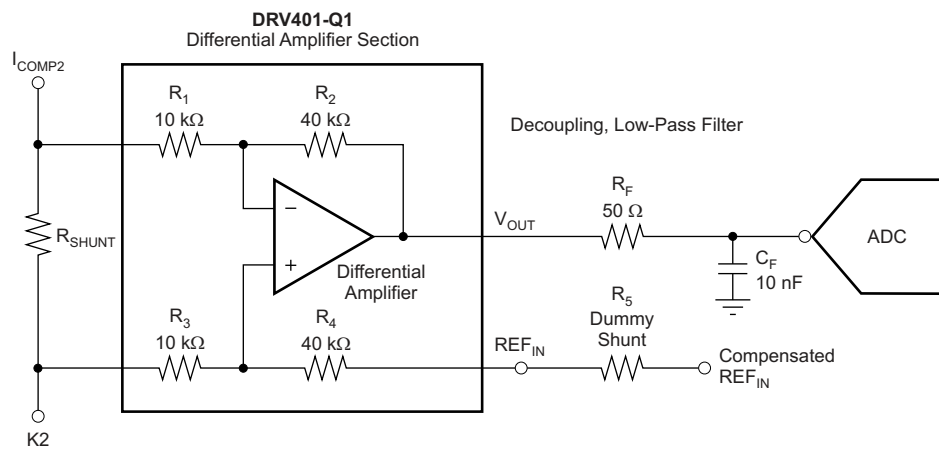 DRV401-Q1
Differential Amplifier Section
I_COMP2
R_1
10 kΩ
R_2
40 kΩ
Decoupling, Low-Pass Filter
R_SHUNT
−
+
Differential
Amplifier
V_OUT
R_F
50 Ω
ADC
C_F
10 nF
R_3
10 kΩ
R_4
40 kΩ
REF_IN
R_5
Dummy
Shunt
Compensated
REF_IN
K2